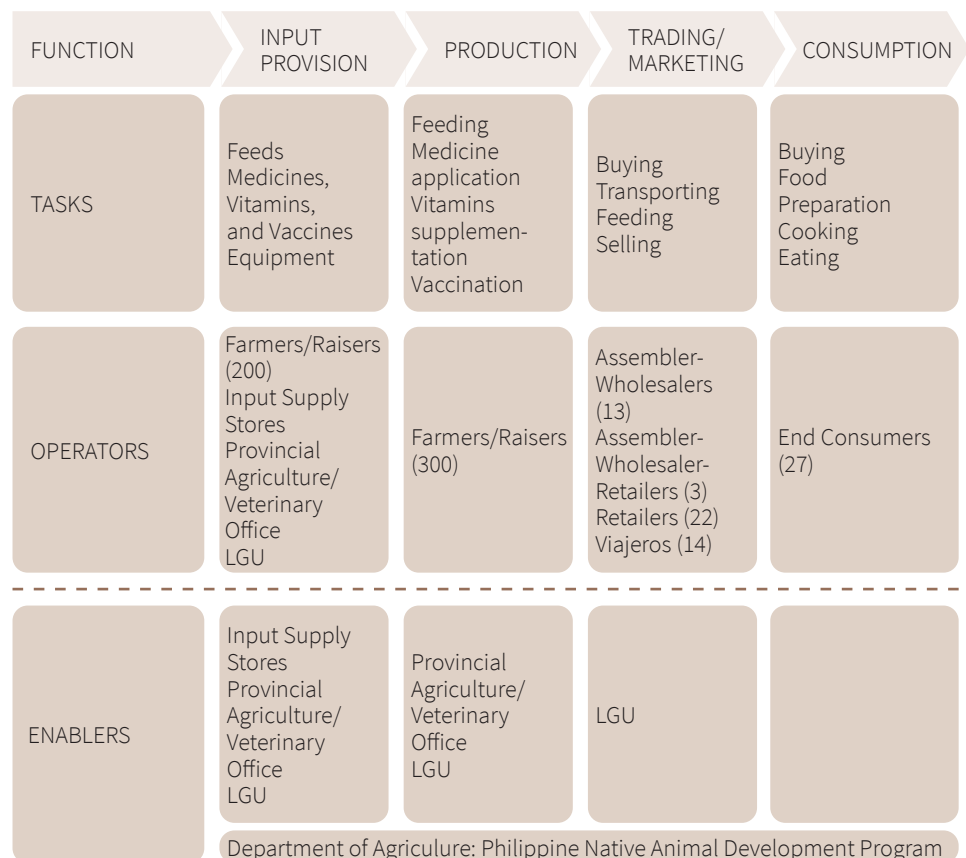 FUNCTION
INPUT
PROVISION
PRODUCTION
TRADING/
MARKETING
CONSUMPTION
TASKS
Feeds
Medicines,
Vitamins,
and Vaccines
Equipment
Feeding
Medicine
application
Vitamins
supplemen-
tation
Vaccination
Buying
Transporting
Feeding
Selling
Buying
Food
Preparation
Cooking
Eating
OPERATORS
Farmers/Raisers
(200)
Input Supply
Stores
Provincial
Agriculture/
Veterinary
Office
LGU
Farmers/Raisers
(300)
Assembler-
Wholesalers
(13)
Assembler-
Wholesaler-
Retailers (3)
Retailers (22)
Viajeros (14)
End Consumers
(27)
ENABLERS
Input Supply
Stores
Provincial
Agriculture/
Veterinary
Office
LGU
Provincial
Agriculture/
Veterinary
Office
LGU
LGU
Department of Agriculure: Philippine Native Animal Development Program